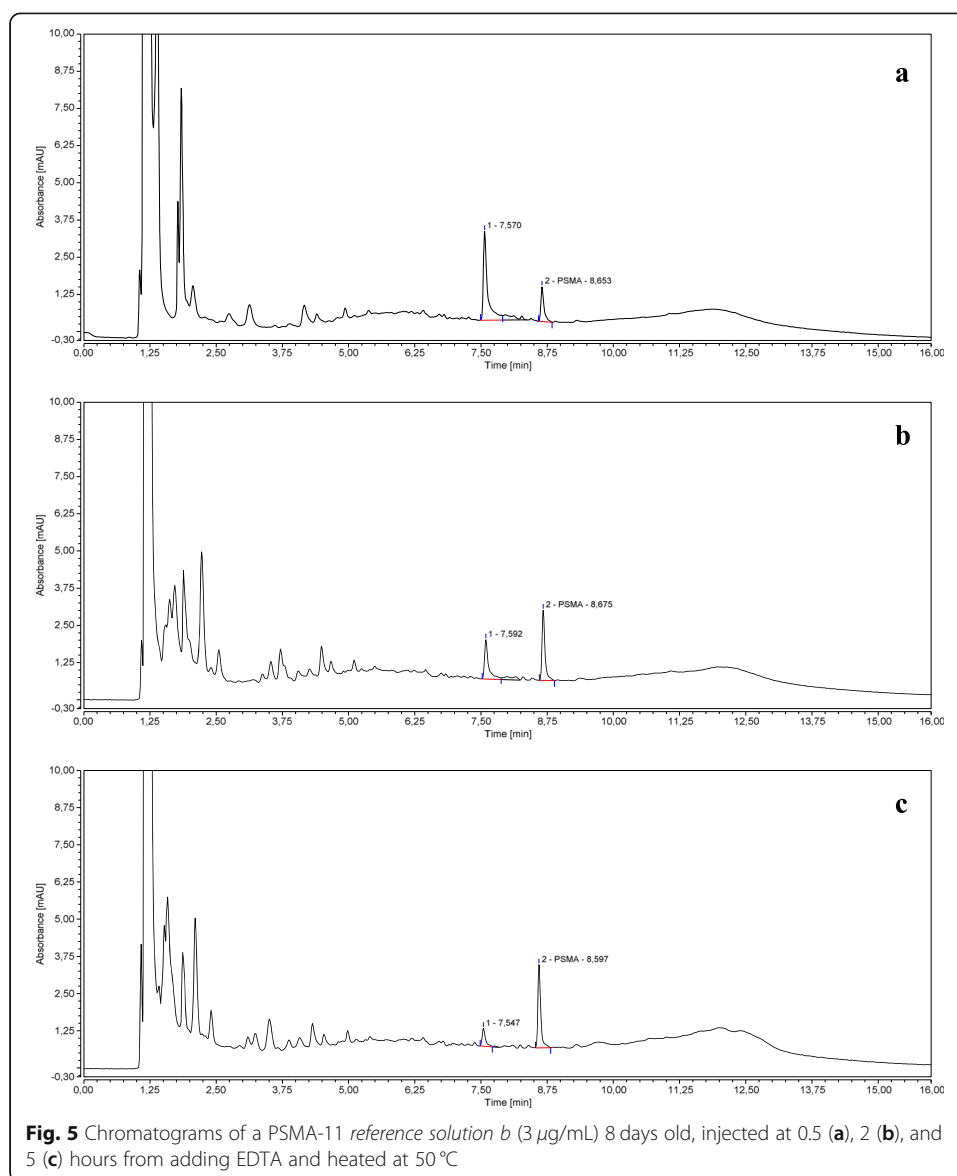 10,00
8,75
7,50
6,25
5,00
3,75
2,50
1,25
-0,30
Absorbance [mAU]
a
1 - 7,570
2 - PSMA - 8,653
0,00 1,25 2,50 3,75 5,00 6,25 7,50 8,75 10,00 11,25 12,50 13,75 15,00 16,00
Time [min]
10,00
8,75
7,50
6,25
5,00
3,75
2,50
1,25
-0,30
Absorbance [mAU]
b
1 - 7,592
2 - PSMA - 8,675
0,00 1,25 2,50 3,75 5,00 6,25 7,50 8,75 10,00 11,25 12,50 13,75 15,00 16,00
Time [min]
10,00
8,75
7,50
6,25
5,00
3,75
2,50
1,25
-0,30
Absorbance [mAU]
c
1 - 7,547
2 - PSMA - 8,597
0,00 1,25 2,50 3,75 5,00 6,25 7,50 8,75 10,00 11,25 12,50 13,75 15,00 16,00
Time [min]
Fig. 5 Chromatograms of a PSMA-11 reference solution b (3 μg/mL) 8 days old, injected at 0.5 (a), 2 (b), and
5 (c) hours from adding EDTA and heated at 50 °C